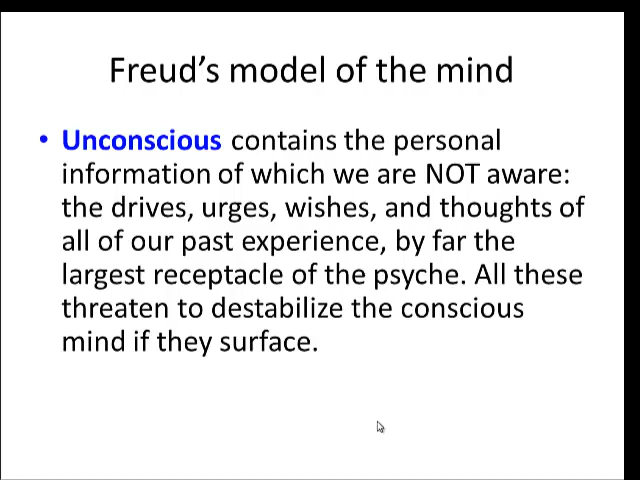 Freud's model of the mind
• Unconscious contains the personal
information of which we are NOT aware:
the drives, urges, wishes, and thoughts of
all of our past experience, by far the
largest receptacle of the psyche. All these
threaten to destabilize the conscious
mind if they surface.